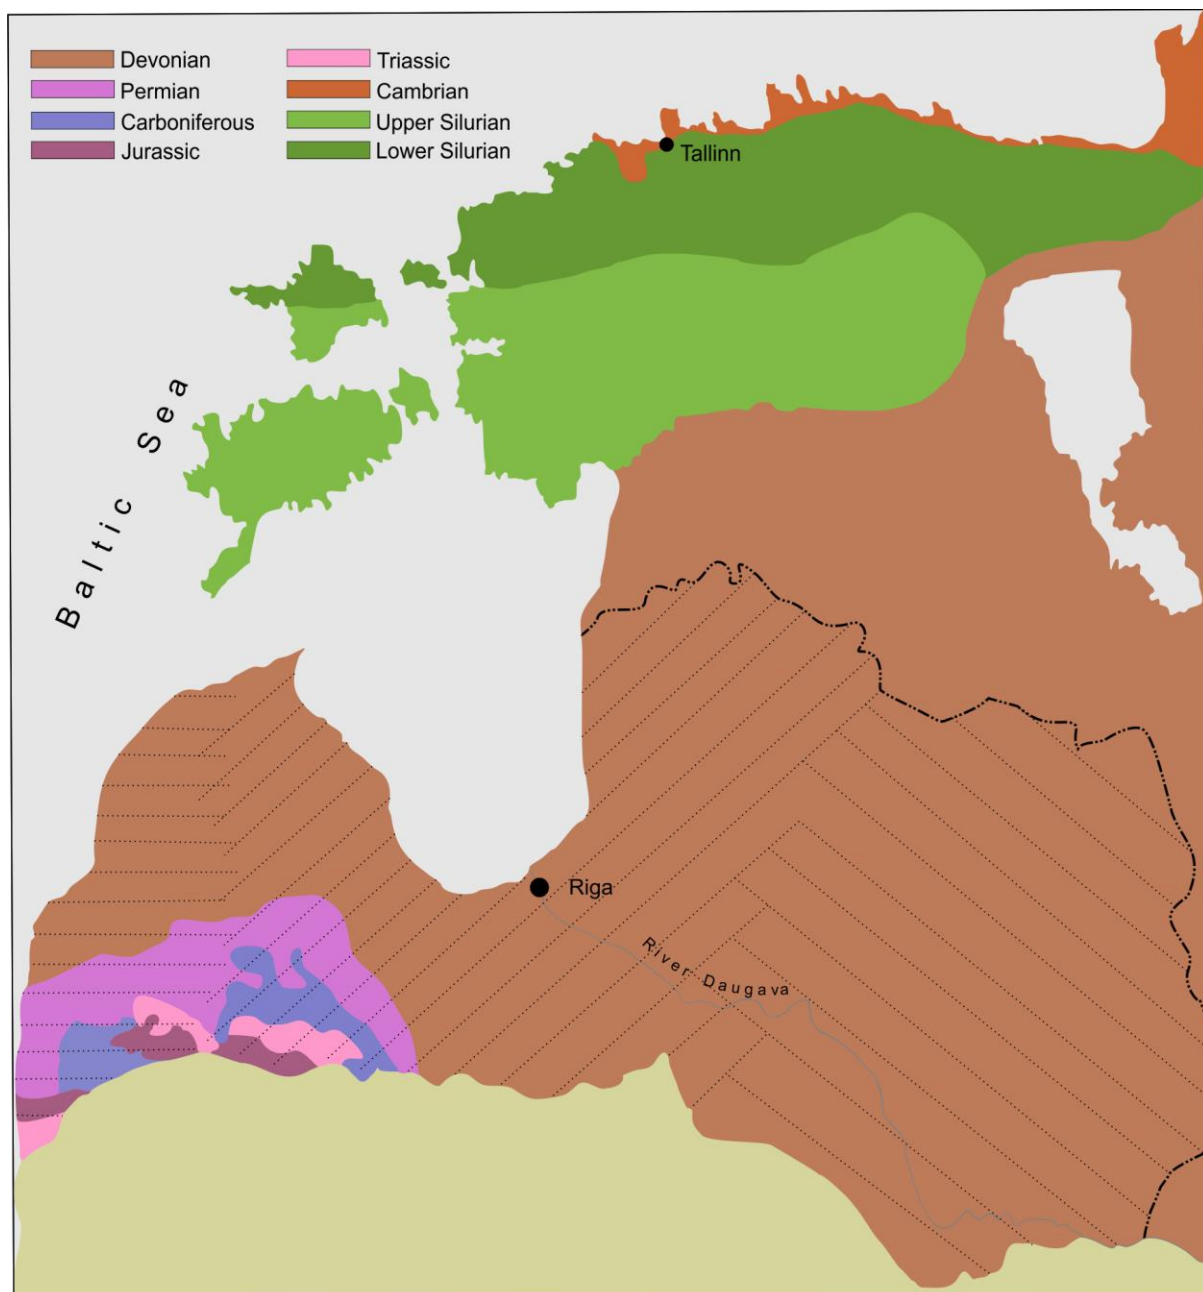 Devonian
Permian
Carboniferous
Jurassic
Triassic
Cambrian
Upper Silurian
Lower Silurian
Tallinn
Baltic Sea
Riga
River Daugava